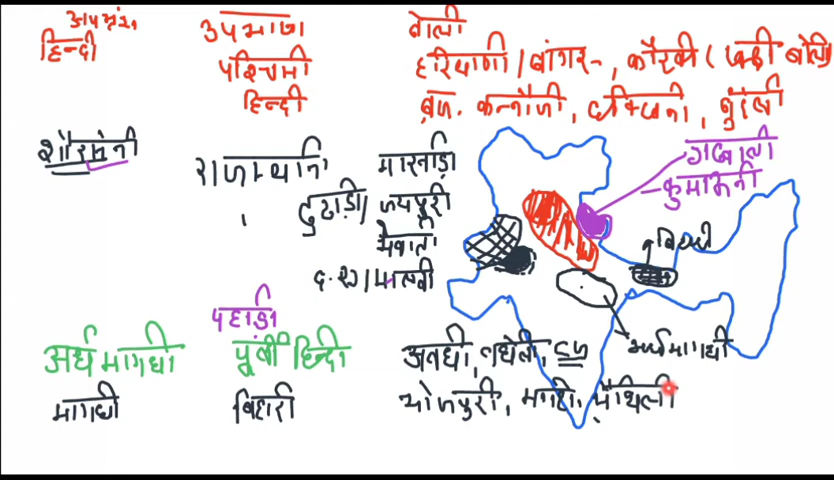 अपभ्रंश, उपभाषा बोली
हिन्दी पश्चिमी हरियाणी / बांगरू, कौरवी ( खड़ी बोली
हिन्दी ब्रज. कन्नौजी, दक्खिनी, बुंदेली
शौरसेनी राजस्थानी मारवाड़ी गढ़वाली
कुमाऊनी
ढुढाड़ी / जयपुरी
मेवाती
द. रा / मालवी
पहाड़ी
अर्ध मागधी पूर्वी हिन्दी अवधी, बघेली, छग अर्धमागधी
मागधी बिहारी भोजपुरी, मगही, मैथिली